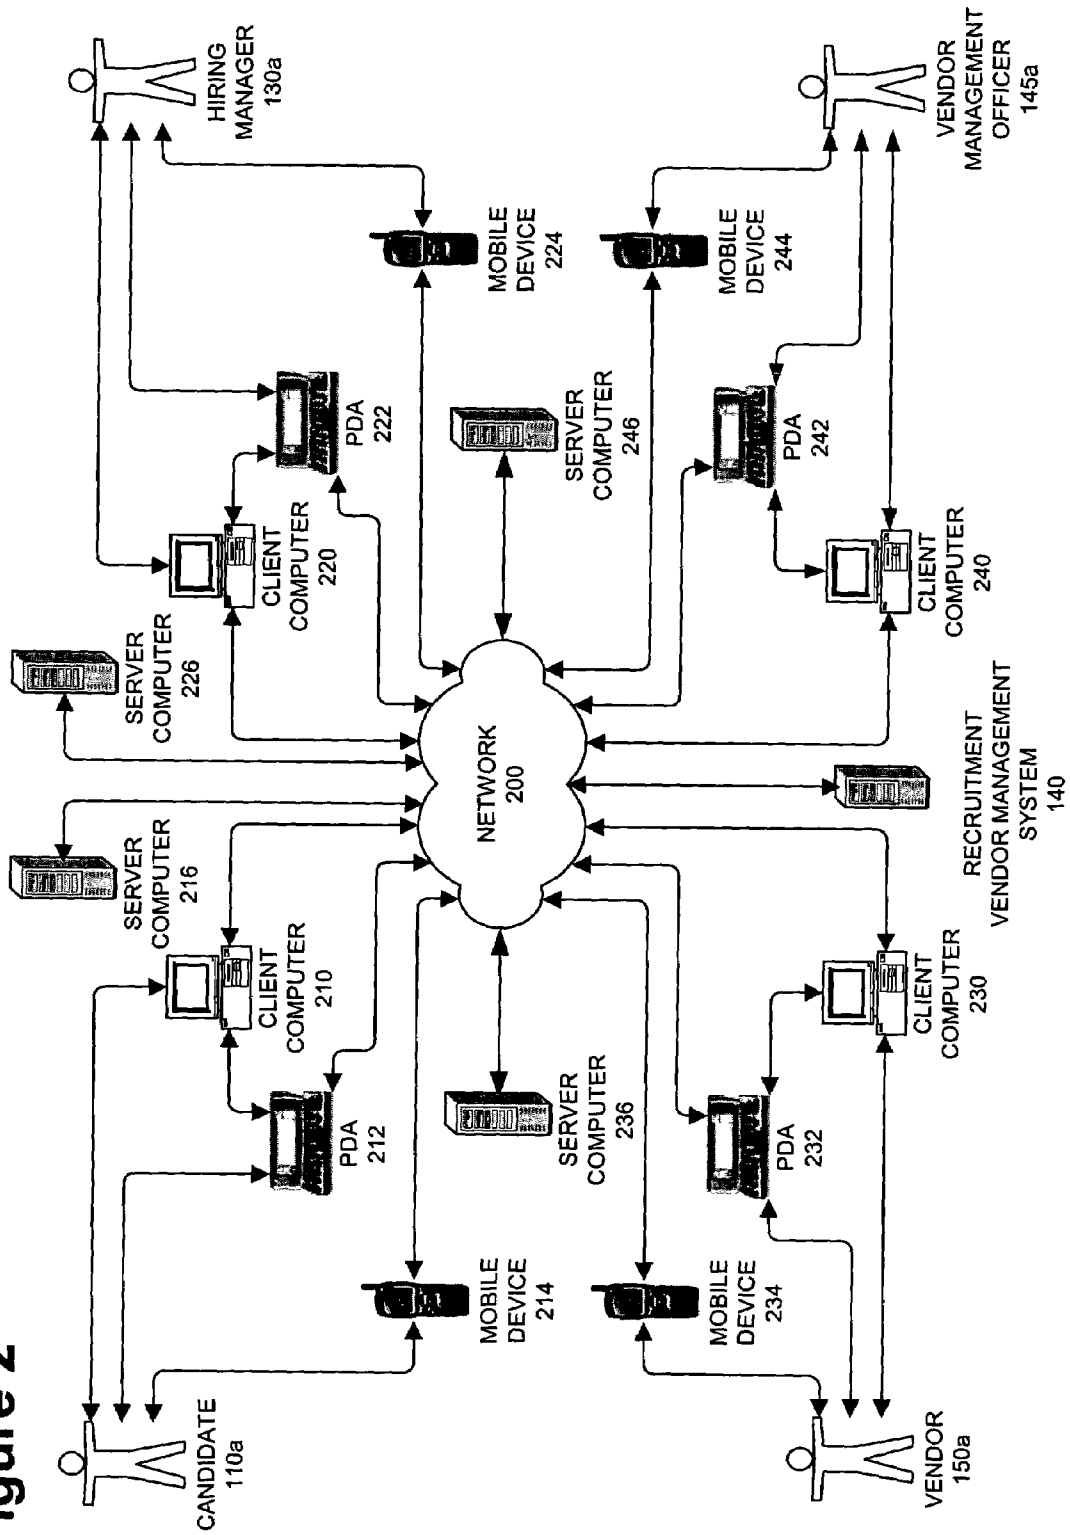 igure 2
CANDIDATE
110a
SERVER
COMPUTER
216
SERVER
COMPUTER
226
HIRING
MANAGER
130a
CLIENT
COMPUTER
210
CLIENT
COMPUTER
220
PDA
212
PDA
222
MOBILE
DEVICE
214
MOBILE
DEVICE
224
NETWORK
200
SERVER
COMPUTER
236
SERVER
COMPUTER
246
MOBILE
DEVICE
234
MOBILE
DEVICE
244
PDA
232
PDA
242
CLIENT
COMPUTER
230
CLIENT
COMPUTER
240
VENDOR
150a
RECRUITMENT
VENDOR MANAGEMENT
SYSTEM
140
VENDOR
MANAGEMENT
OFFICER
145a